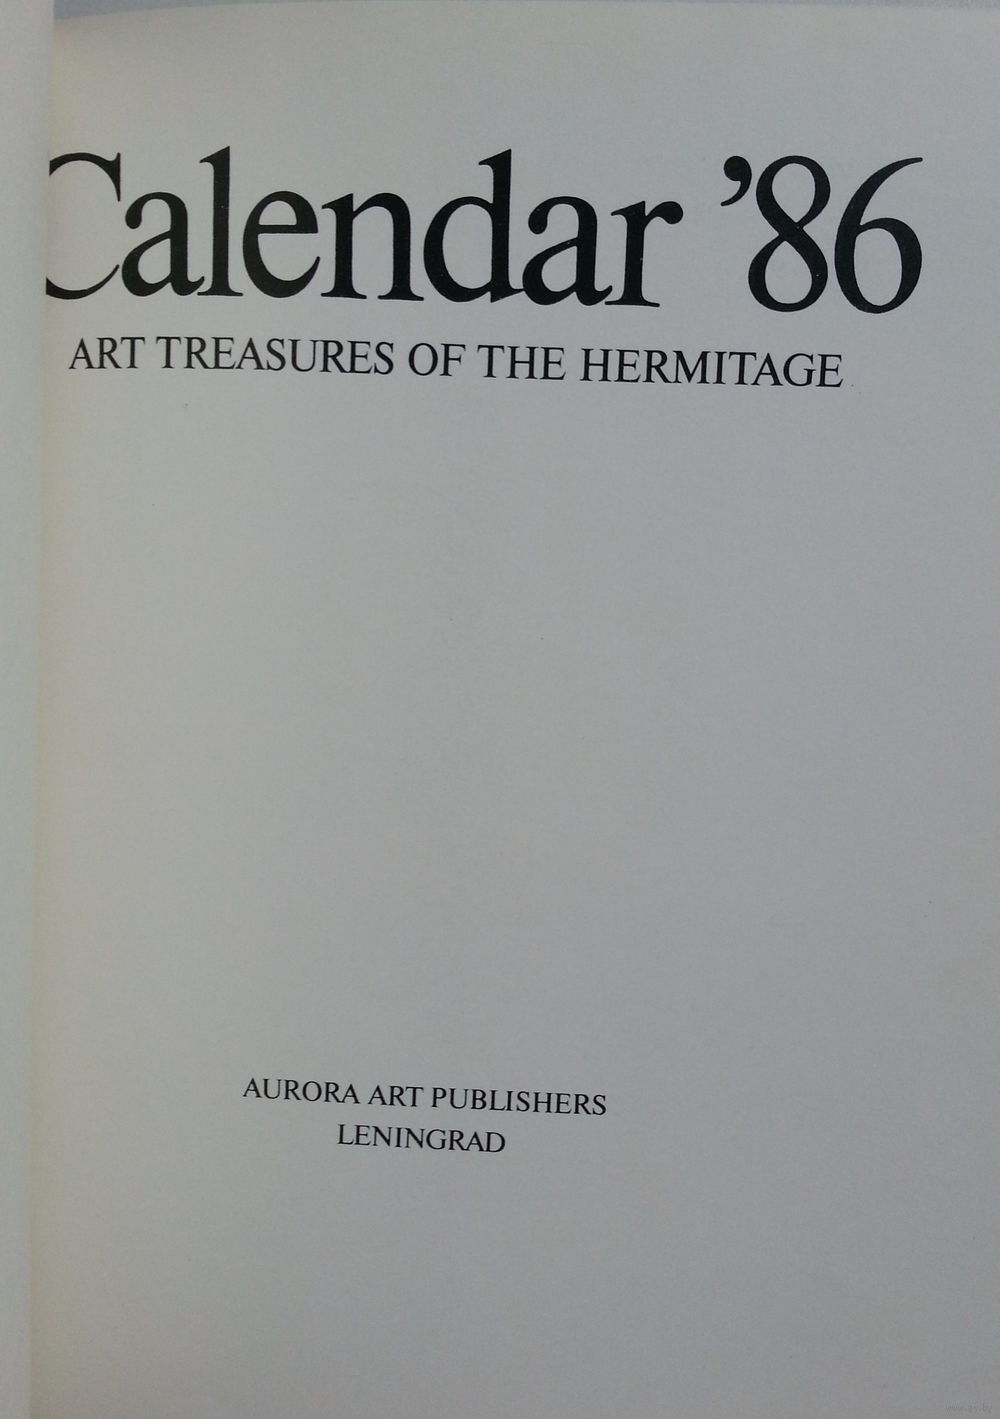 Calendar ’86
ART TREASURES OF THE HERMITAGE
AURORA ART PUBLISHERS
LENINGRAD